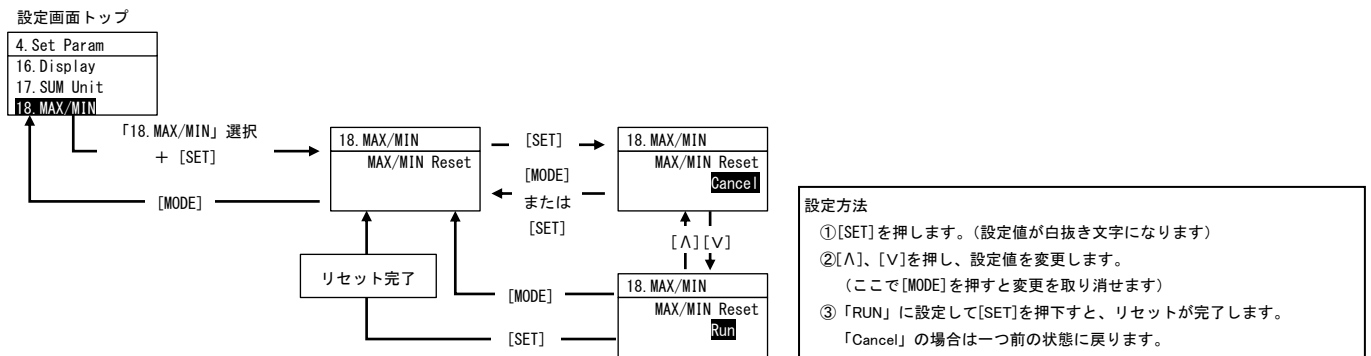 設定画面トップ
4.Set Param
16.Display
17.SUM Unit
18.MAX/MIN
「18.MAX/MIN」選択
＋ [SET]
[MODE]
18.MAX/MIN
MAX/MIN Reset
[SET]
[MODE]
または
[SET]
18.MAX/MIN
MAX/MIN Reset
Cancel
[Λ][V]
リセット完了
[MODE]
[SET]
18.MAX/MIN
MAX/MIN Reset
Run
設定方法
①[SET]を押します。（設定値が白抜き文字になります）
②[Λ]、[V]を押し、設定値を変更します。
（ここで[MODE]を押すと変更を取り消せます）
③「RUN」に設定して[SET]を押下すと、リセットが完了します。
「Cancel」の場合は一つ前の状態に戻ります。